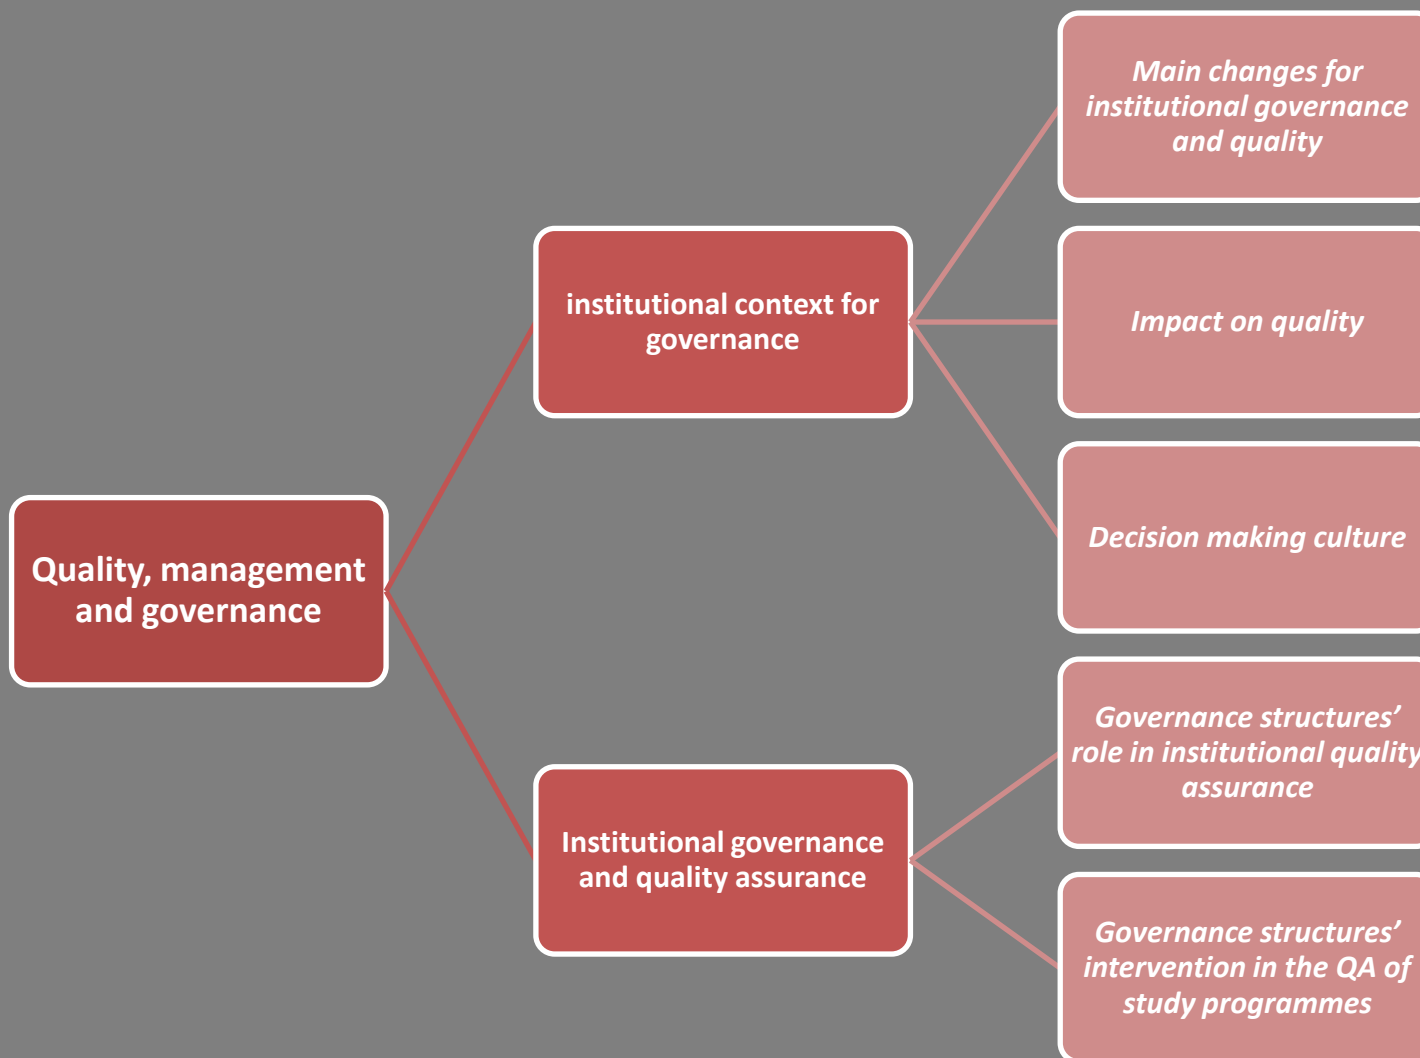 Main changes for
institutional governance
and quality
institutional context for
governance
Impact on quality
Decision making culture
Quality, management
and governance
Governance structures’
role in institutional quality
assurance
Institutional governance
and quality assurance
Governance structures’
intervention in the QA of
study programmes